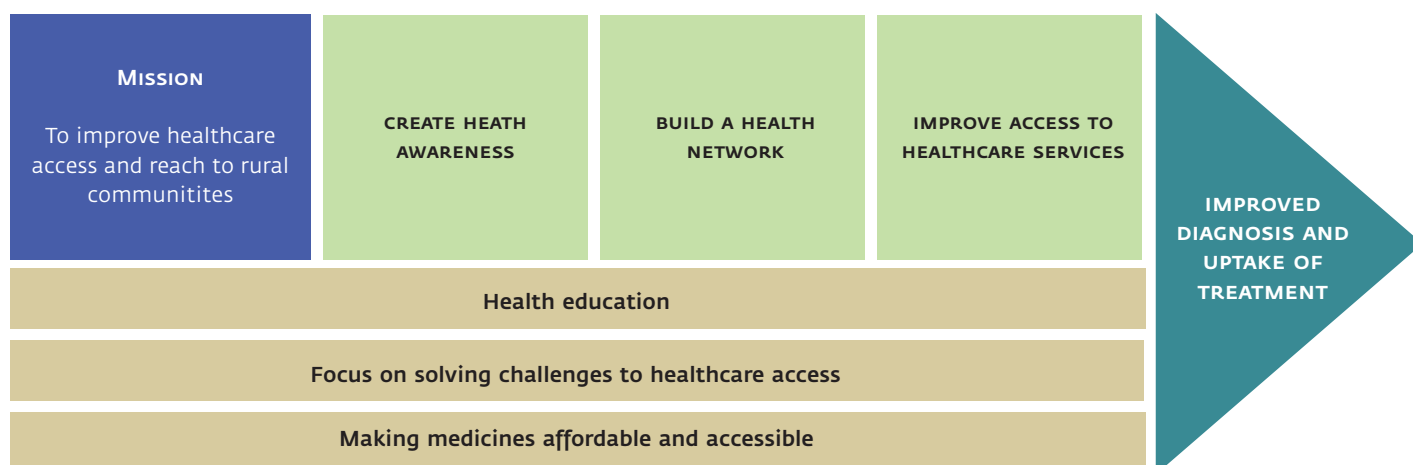 Mission
To improve healthcare
access and reach to rural
communitites
CREATE HEATH
AWARENESS
BUILD A HEALTH
NETWORK
IMPROVE ACCESS TO
HEALTHCARE SERVICES
IMPROVED
DIAGNOSIS AND
UPTAKE OF
TREATMENT
Health education
Focus on solving challenges to healthcare access
Making medicines affordable and accessible